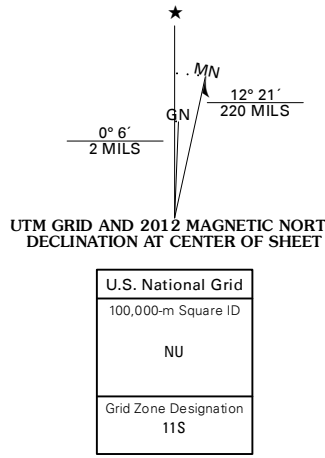 ★
MN
GN
12° 21´
220 MILS
0° 6´
2 MILS
UTM GRID AND 2012 MAGNETIC NORT
DECLINATION AT CENTER OF SHEET
U.S. National Grid
100,000-m Square ID
NU
Grid Zone Designation
11S